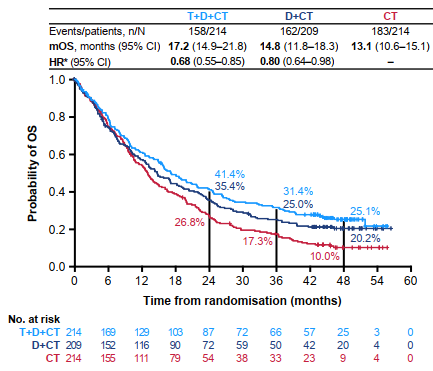 T+D+CT D+CT CT
Events/patients, n/N 158/214 162/209 183/214
mOS, months (95% CI) 17.2 (14.9–21.8) 14.8 (11.8–18.3) 13.1 (10.6–15.1)
HR* (95% CI) 0.68 (0.55–0.85) 0.80 (0.64–0.98) –
Probability of OS
1.0
0.8
0.6
0.4
0.2
0.0
41.4%
35.4%
26.8%
31.4%
25.0%
17.3%
25.1%
20.2%
10.0%
0 6 12 18 24 30 36 42 48 54 60
Time from randomisation (months)
No. at risk
T+D+CT 214 169 129 103 87 72 66 57 25 3 0
D+CT 209 152 116 90 72 59 50 42 20 4 0
CT 214 155 111 79 54 38 33 23 9 4 0